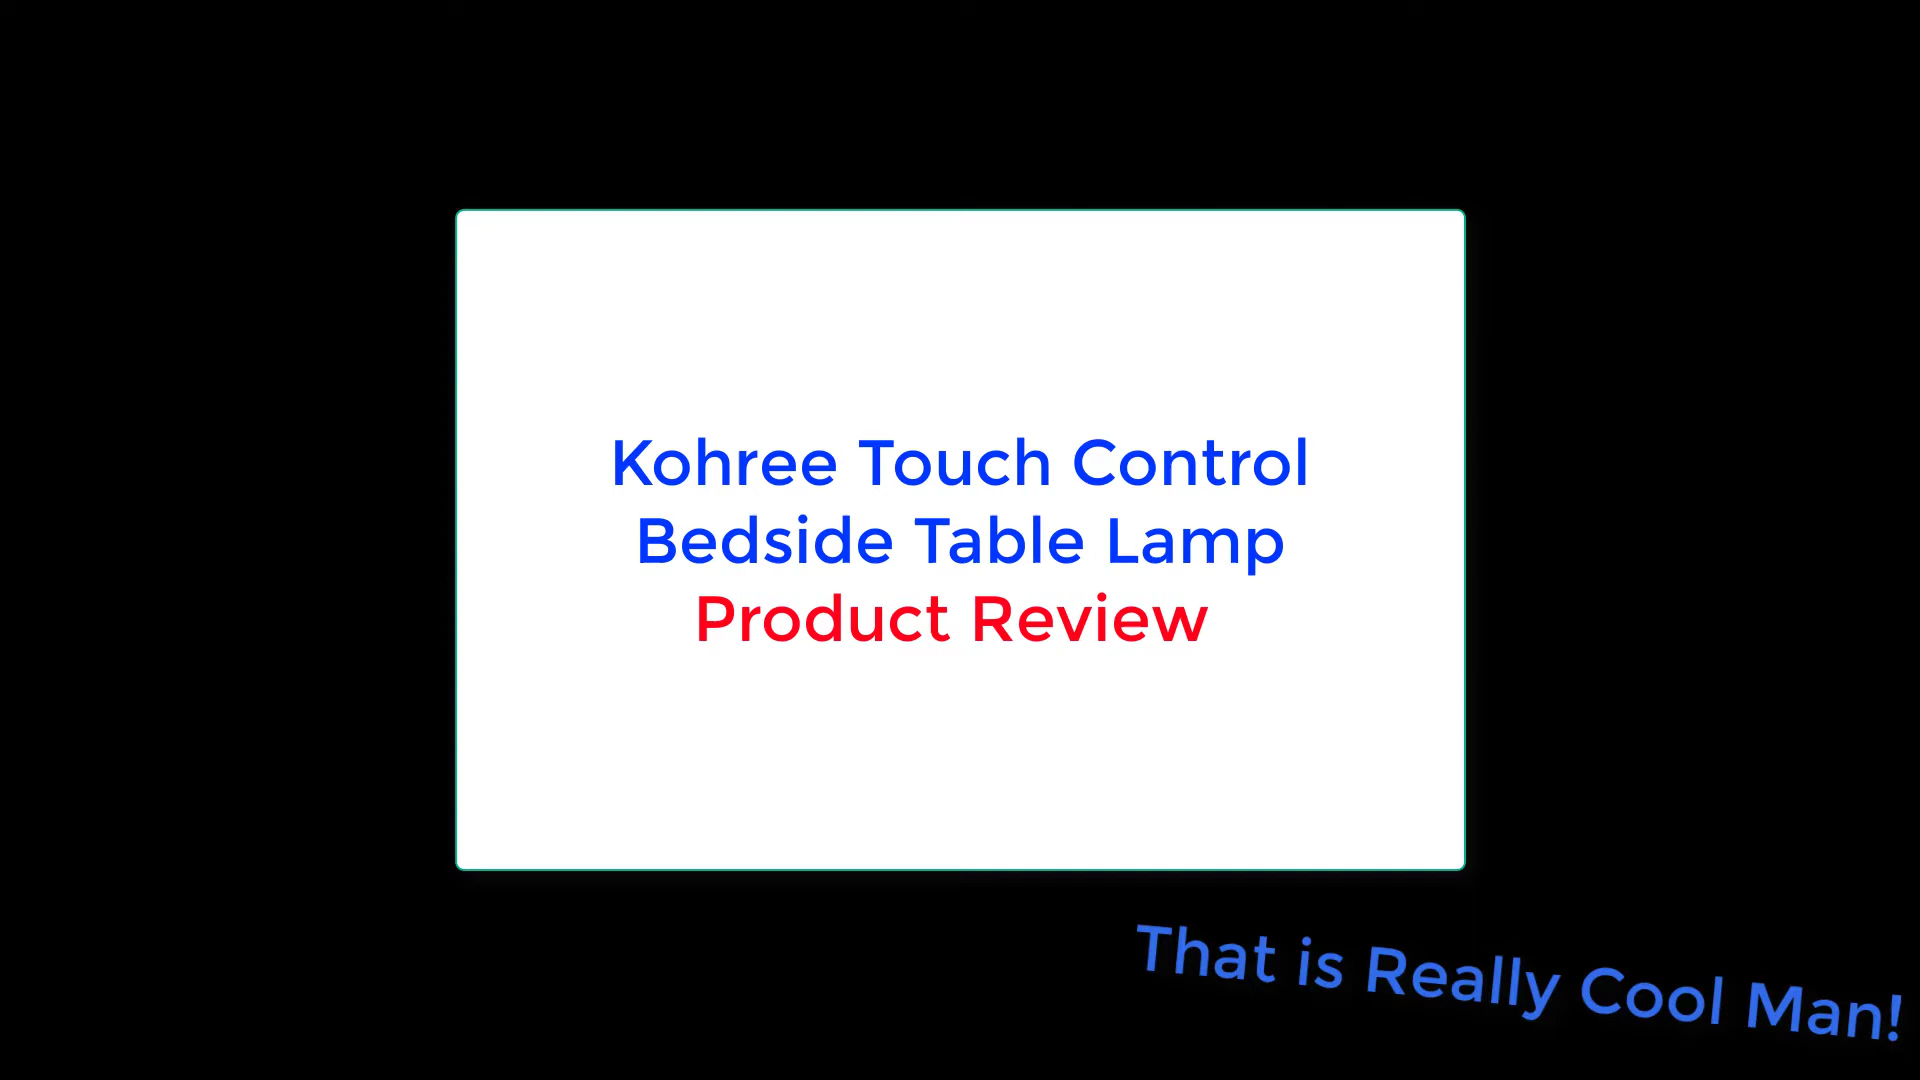 Kohree Touch Control
Bedside Table Lamp
Product Review
That is Really Cool Man!